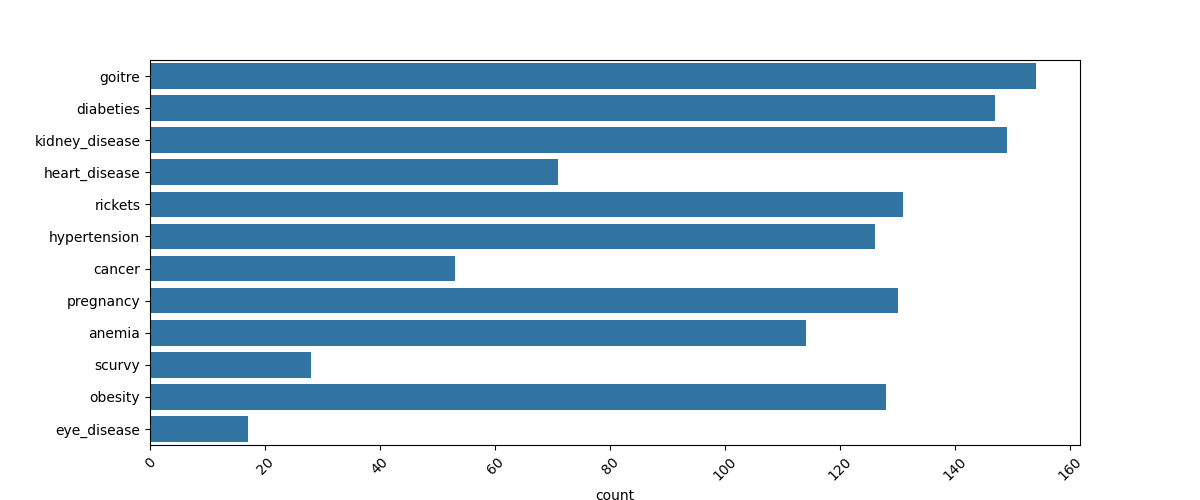 goitre
diabeties
kidney_disease
heart_disease
rickets
hypertension
cancer
pregnancy
anemia
scurvy
obesity
eye_disease
0 20 40 60 80 100 120 140 160
count